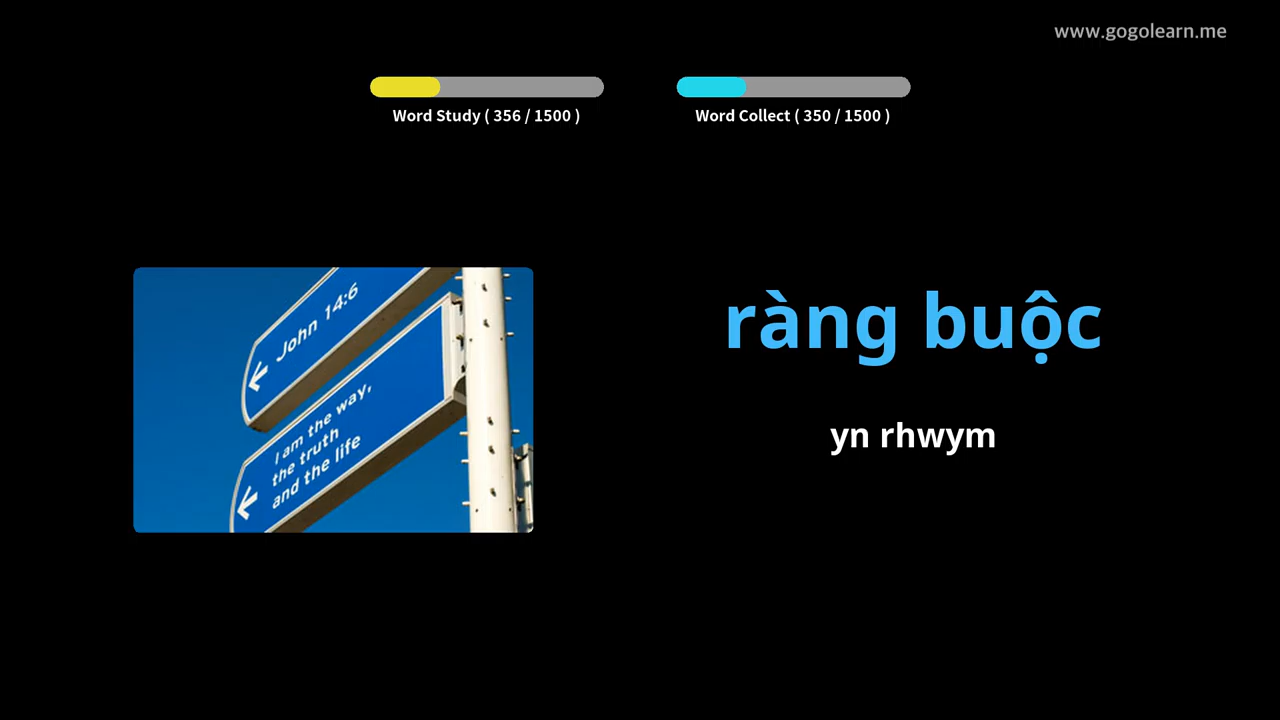 www.gogolearn.me
Word Study ( 356 / 1500 )
Word Collect ( 350 / 1500 )
John 14:6
I am the way,
the truth
and the life
ràng buộc
yn rhwym